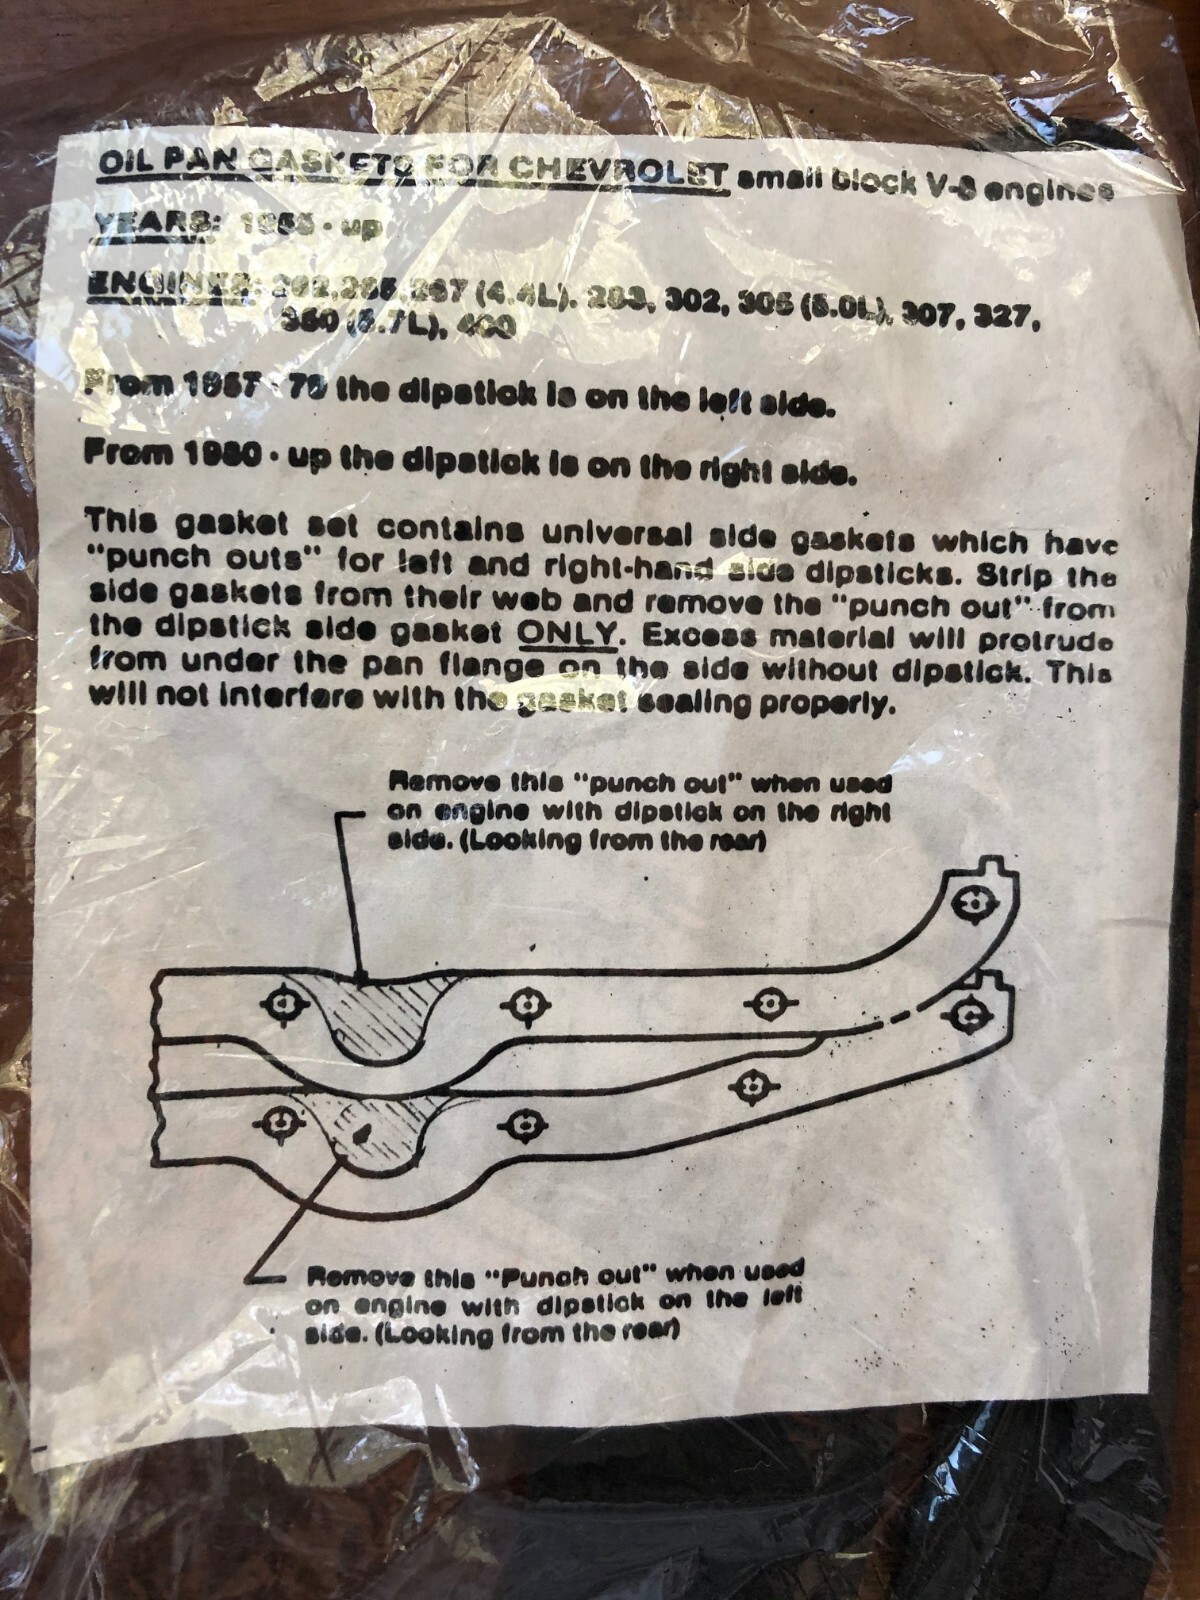 OIL PAN GASKETS FOR CHEVROLET small block V-8 engines
YEARS: 1955 - up
ENGINES: 267 (4.4L), 283, 302, 305 (5.0L), 307, 327,
350 (5.7L), 400
From 1957 - 79 the dipstick is on the left side.
From 1980 - up the dipstick is on the right side.
This gasket set contains universal side gaskets which have
"punch outs" for left and right-hand side dipsticks. Strip the
side gaskets from their web and remove the "punch out" from
the dipstick side gasket ONLY. Excess material will protrude
from under the pan flange on the side without dipstick. This
will not interfere with the gasket sealing properly.
Remove this "punch out" when used
on engine with dipstick on the right
side. (Looking from the rear)
Remove this "Punch out" when used
on engine with dipstick on the left
side. (Looking from the rear)